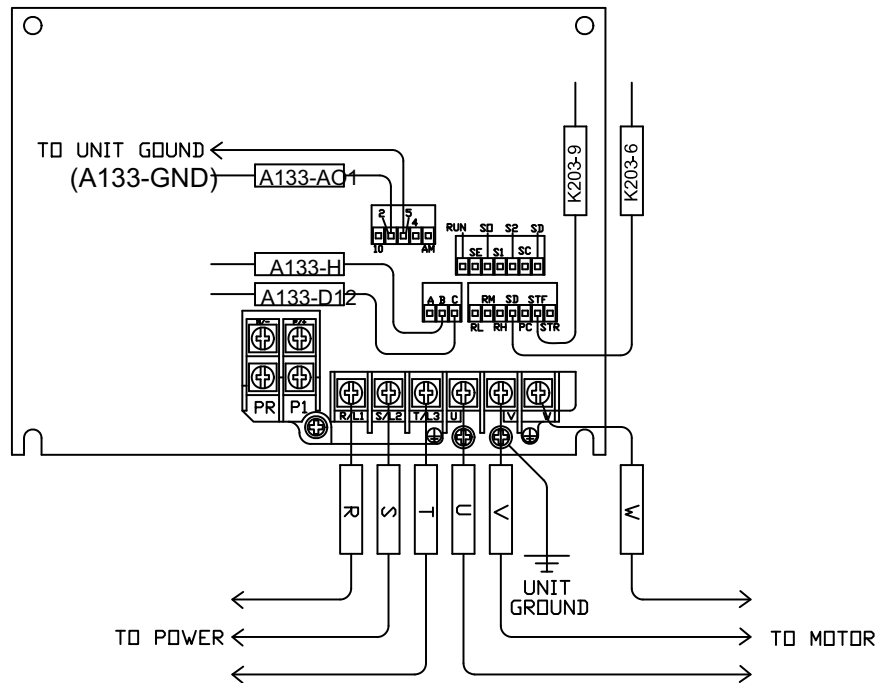 TO UNIT GOUND
(A133-GND)
A133-AO1
K203-9
K203-6
2 5
4
10 AM
RUN SO S2 SD
SE S1 SC
A133-H
A133-D12
A B C
RM SD STF
RL RH PC STR
N/- P/+
PR P1
R/L1 S/L2 T/L3 U V W
R S T U V W
UNIT
GROUND
TO POWER
TO MOTOR